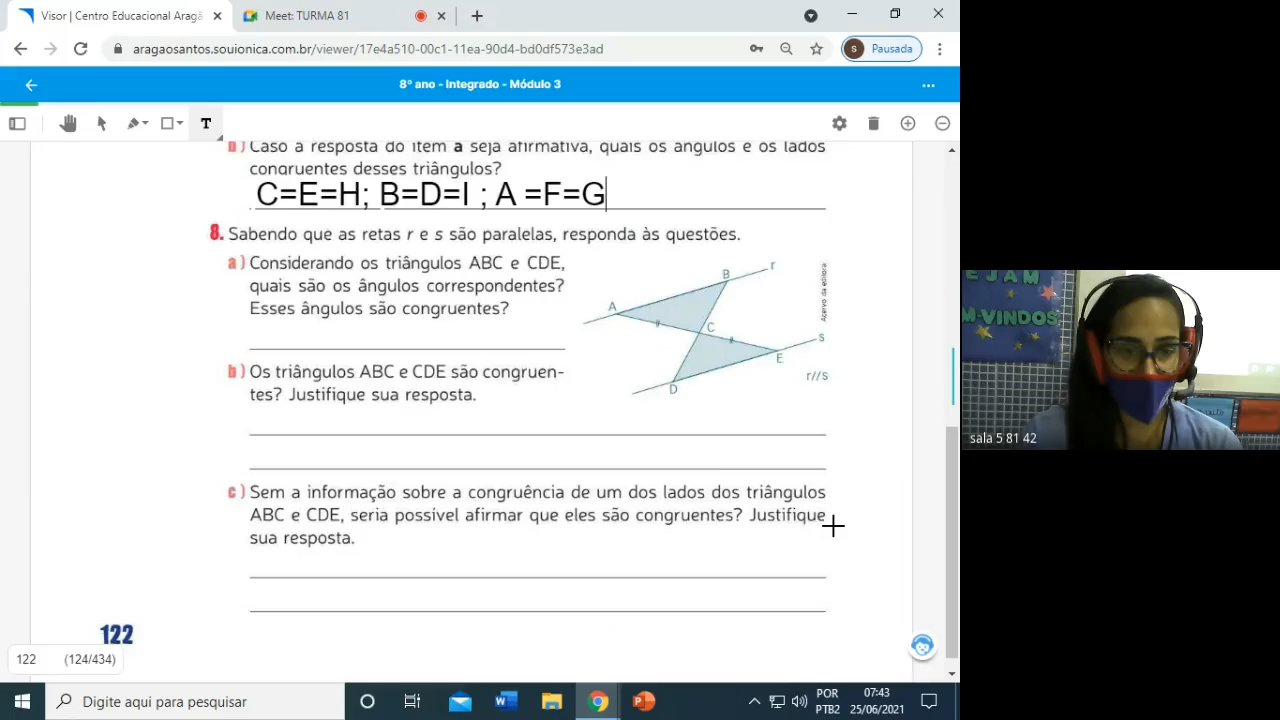 Visor | Centro Educacional Aragã
Meet: TURMA 81
aragaosantos.souionica.com.br/viewer/17e4a510-00c1-11ea-90d4-bd0df573e3ad
s
Pausada
8º ano - Integrado - Módulo 3
T
b) Caso a resposta do item a seja afirmativa, quais os ângulos e os lados
congruentes desses triângulos?
C=E=H; B=D=I ; A =F=G
8. Sabendo que as retas r e s são paralelas, responda às questões.
a) Considerando os triângulos ABC e CDE,
quais são os ângulos correspondentes?
Esses ângulos são congruentes?
A
B
r
C
s
E
D
r//s
Acervo da editora
b) Os triângulos ABC e CDE são congruen-
tes? Justifique sua resposta.
c) Sem a informação sobre a congruência de um dos lados dos triângulos
ABC e CDE, seria possível afirmar que eles são congruentes? Justifique
sua resposta.
122
122 (124/434)
EJAM
M-VINDOS
sala 5 81 42
Digite aqui para pesquisar
POR
PTB2
07:43
25/06/2021